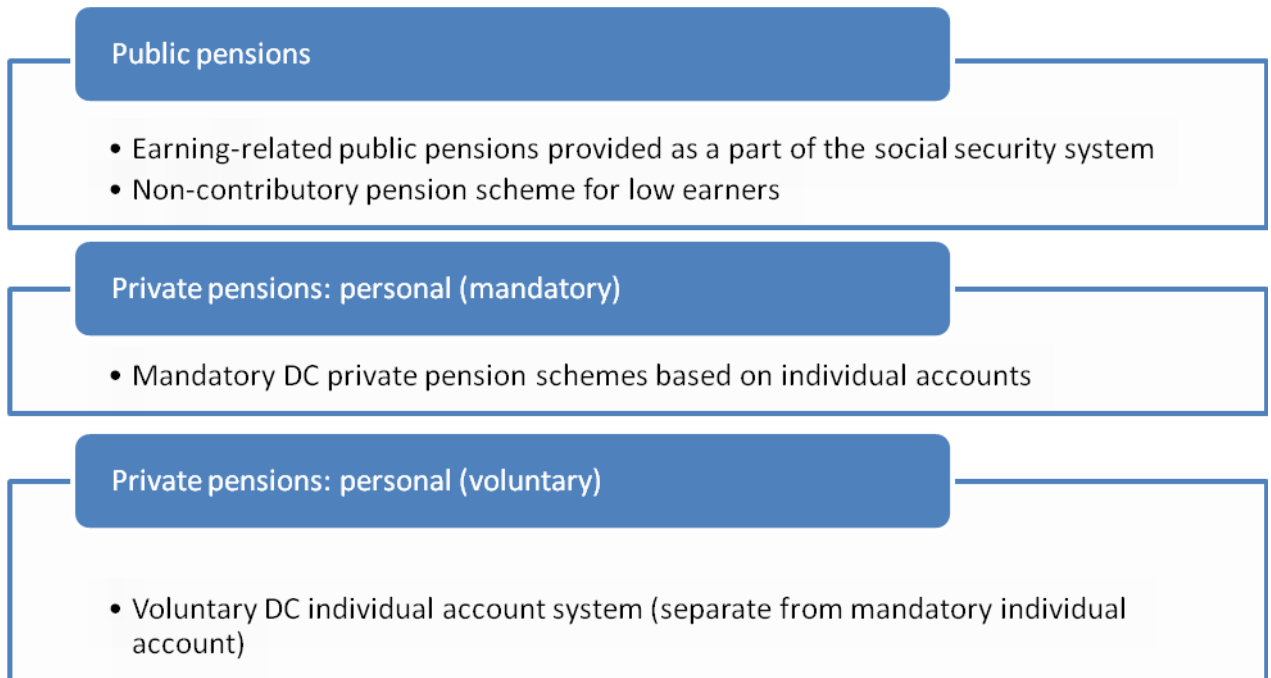 Public pensions
• Earning-related public pensions provided as a part of the social security system
• Non-contributory pension scheme for low earners
Private pensions: personal (mandatory)
• Mandatory DC private pension schemes based on individual accounts
Private pensions: personal (voluntary)
• Voluntary DC individual account system (separate from mandatory individual
account)